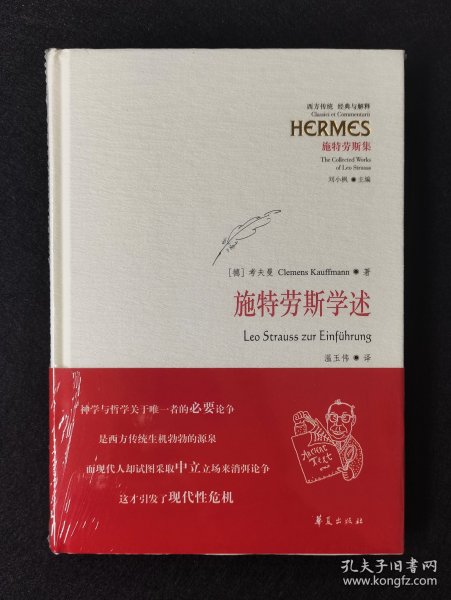 西方传统 经典与解释
Classici et Commentarii
HERMES
施特劳斯集
The Collected Works
of Leo Strauss
刘小枫 ◉ 主编
[德] 考夫曼 Clemens Kauffmann ◉ 著
施特劳斯学述
Leo Strauss zur Einführung
温玉伟 ◉ 译
神学与哲学关于唯一者的必要论争
是西方传统生机勃勃的源泉
而现代人却试图采取中立立场来消弭论争
这才引发了现代性危机
ANCIENT
TEXT
华夏出版社
孔夫子旧书网
www.kongfz.com